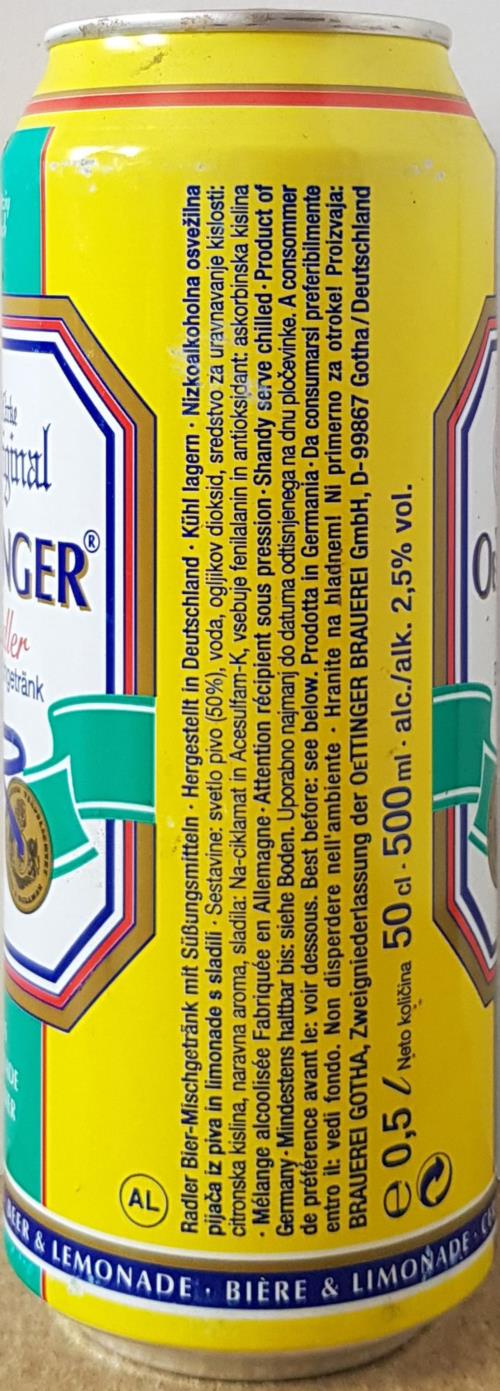 ginal
NGER®
ller
getränk
AL
Radler Bier-Mischgetränk mit Süßungsmitteln · Hergestellt in Deutschland · Kühl lagern · Nizkoalkoholna osvežilna
pijača iz piva in limonade s sladili · Sestavine: svetlo pivo (50%), voda, ogljikov dioksid, sredstvo za uravnavanje kislosti:
citronska kislina, naravna aroma, sladila: Na-ciklamat in Acesulfam-K, vsebuje fenilalanin in antioksidant: askorbinska kislina
· Mélange alcoolisée Fabriquée en Allemagne · Attention récipient sous pression · Shandy serve chilled · Product of
Germany · Mindestens haltbar bis: siehe Boden. Uporabno najmanj do datuma odtisnjenega na dnu pločevinke. A consommer
de préférence avant le: voir dessous. Best before: see below. Prodotta in Germania · Da consumarsi preferibilmente
entro il: vedi fondo. Non disperdere nell'ambiente · Hranite na hladnem! Ni primerno za otroke! Proizvaja:
BRAUEREI GOTHA, Zweigniederlassung der OETTINGER BRAUEREI GmbH, D-99867 Gotha/Deutschland
e 0,5 l Neto količina 50 cl · 500 ml · alc./alk. 2,5% vol.
BEER & LEMONADE · BIÈRE & LIMONADE ·